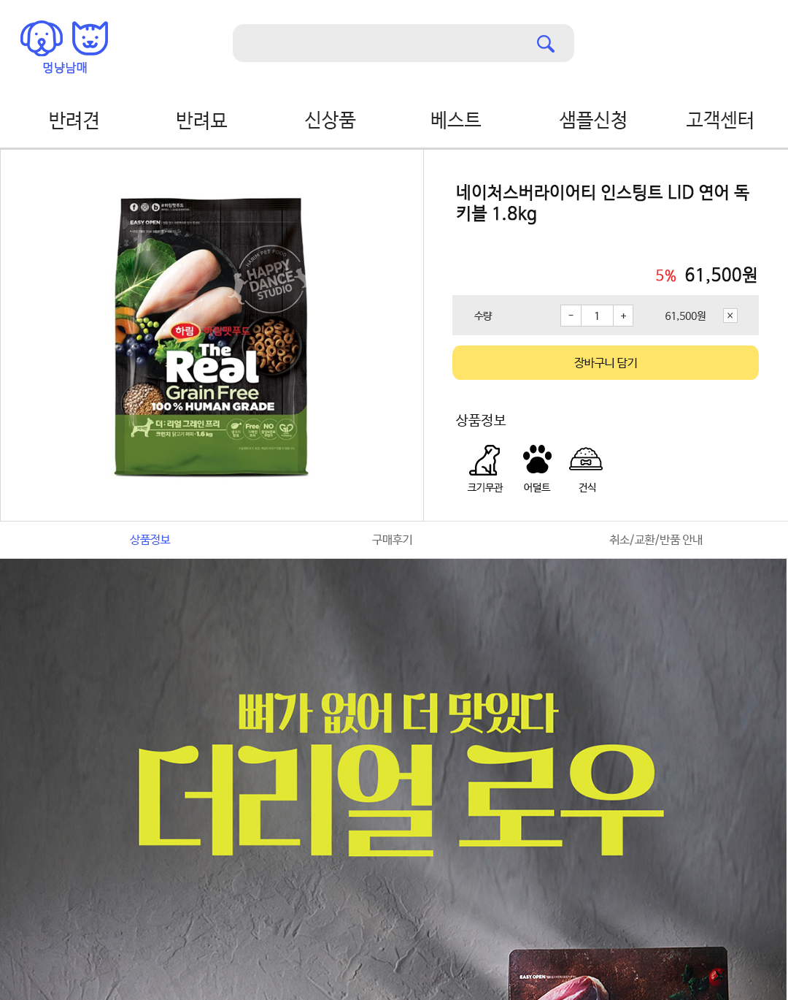 멍냥남매
반려견
반려묘
신상품
베스트
샘플신청
고객센터
네이처스버라이어티 인스팅트 LID 연어 독
키블 1.8kg
5% 61,500원
수량
- 1 +
61,500원 ×
장바구니 담기
상품정보
크기무관
어덜트
건식
#하림펫푸드
EASY OPEN
HARIM PET FOOD
HAPPY
DANCE
STUDIO
하림 하림펫푸드
The
Real
Grain Free
100% HUMAN GRADE
더:리얼 그레인 프리
크런치 닭고기 퍼피·1.6 kg
Free
NO
상품정보
구매후기
취소/교환/반품 안내
뼈가 없어 더 맛있다
더리얼 로우
EASY OPEN